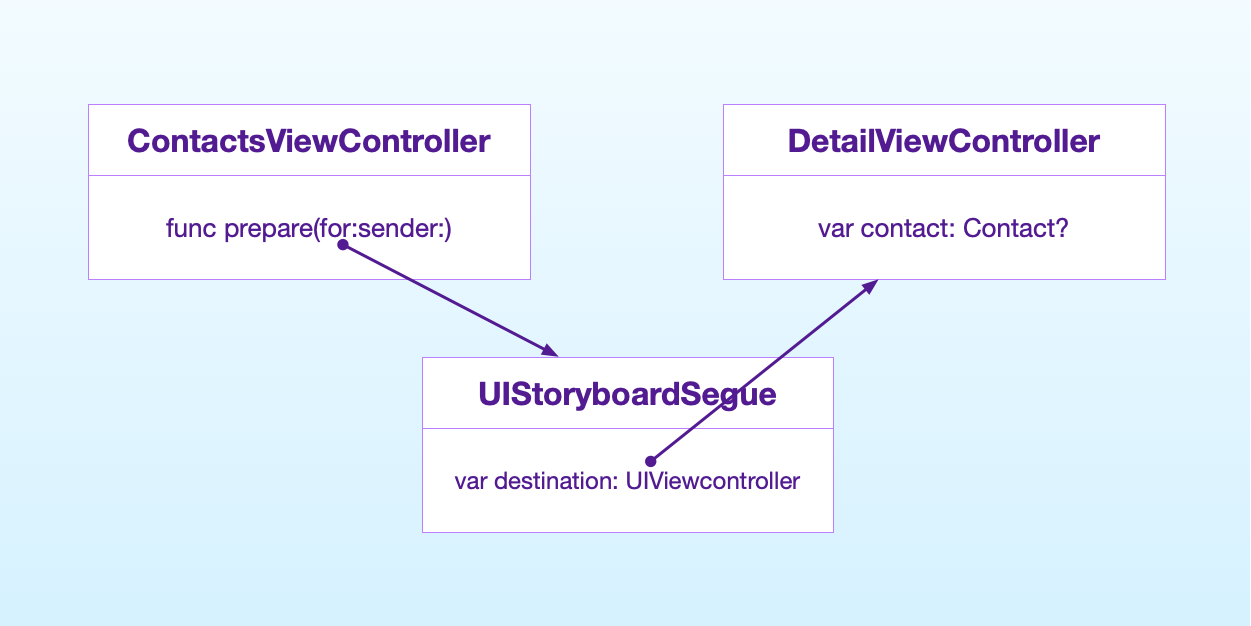 ContactsViewController
func prepare(for:sender:)
DetailViewController
var contact: Contact?
UIStoryboardSegue
var destination: UIViewcontroller